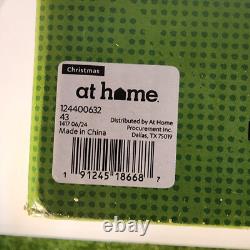 Christmas
at home
124400632
43
1417 06/24
Made in China
Distributed by At Home
Procurement Inc.
Dallas, TX 75019
1 91245 18668 7
ebay